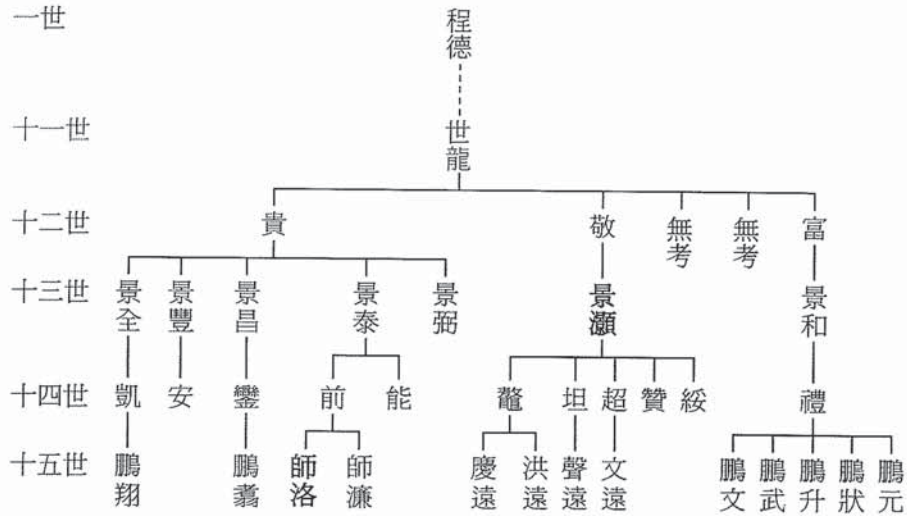 一世 程德
十一世 世龍
十二世 貴 敬 無考 無考 富
十三世 景全 景豐 景昌 景泰 景弼 景灝 景和
十四世 凱 安 鑾 前 能 鼇 坦 超 贊 綏 禮
十五世 鵬翔 鵬翥 師洛 師濂 慶遠 洪遠 聲遠 文遠 鵬文 鵬武 鵬升 鵬狀 鵬元